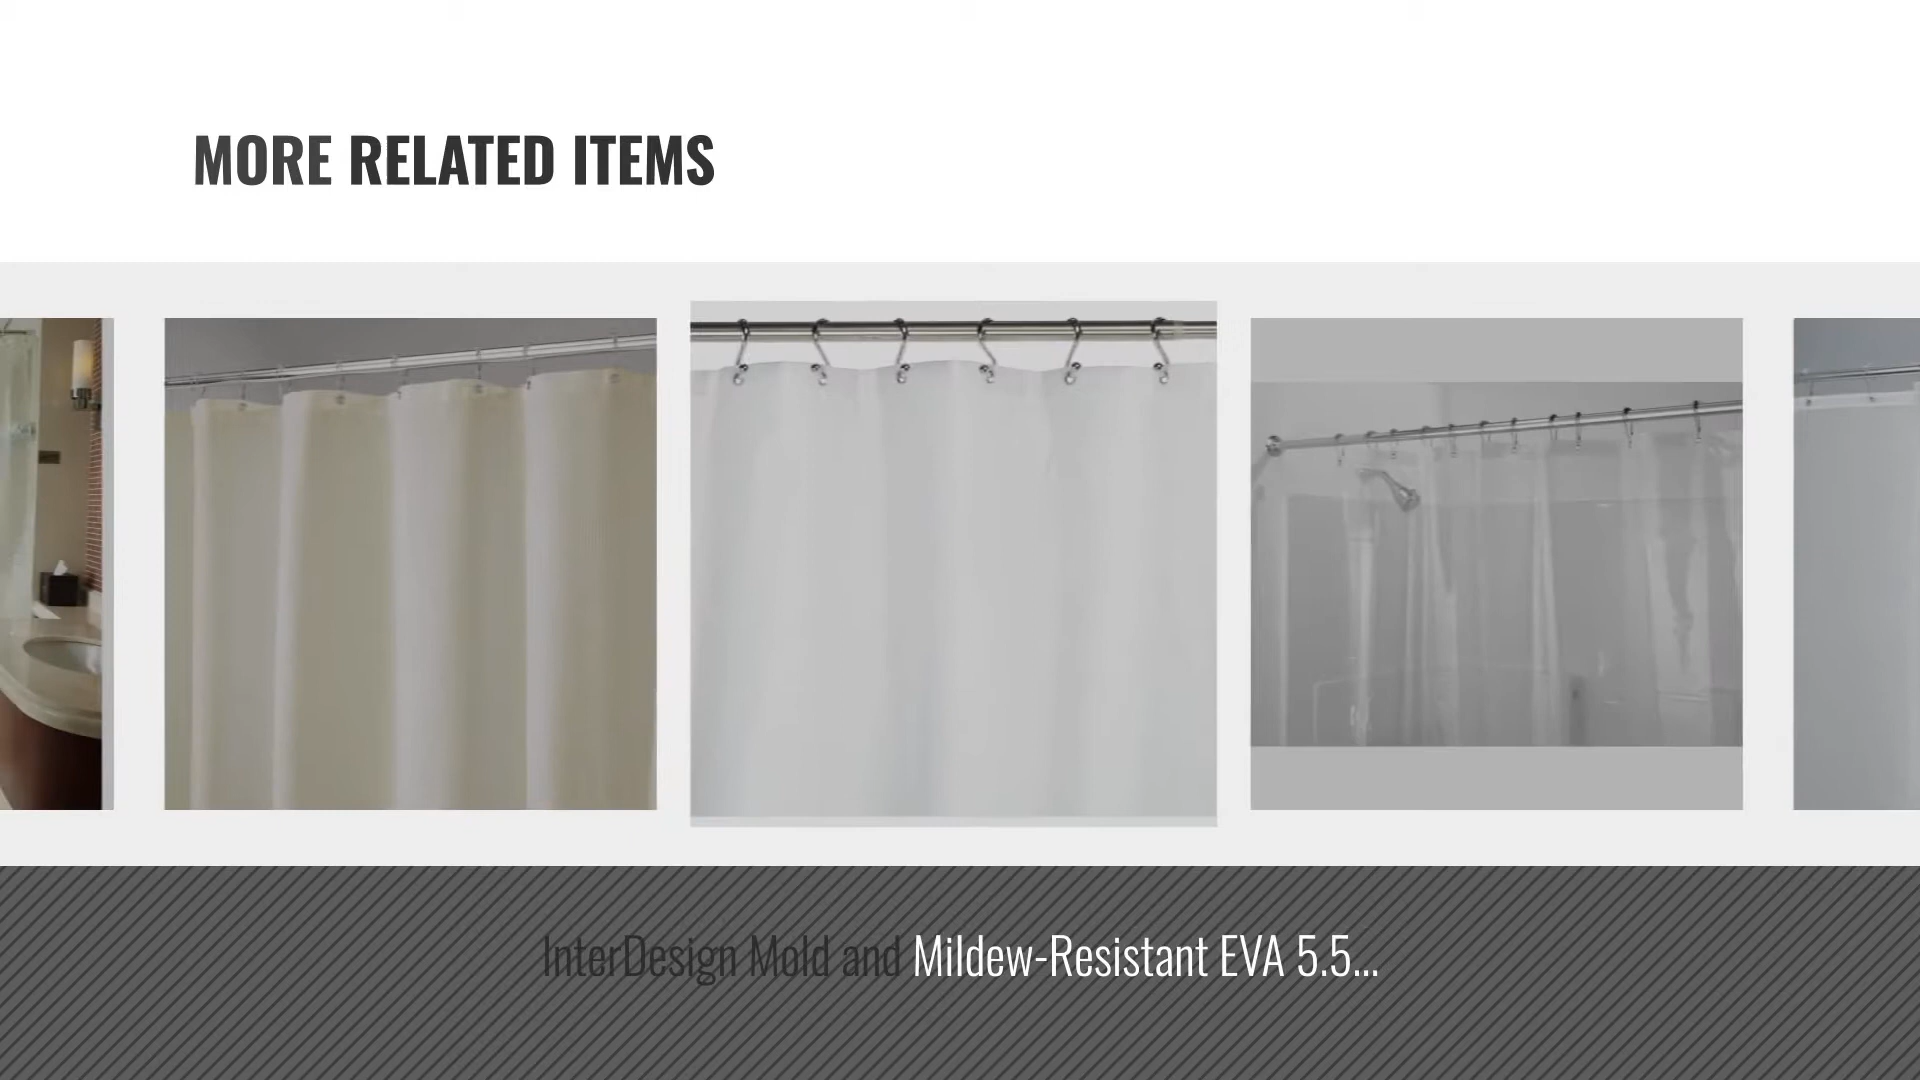 MORE RELATED ITEMS
InterDesign Mold and Mildew-Resistant EVA 5.5...